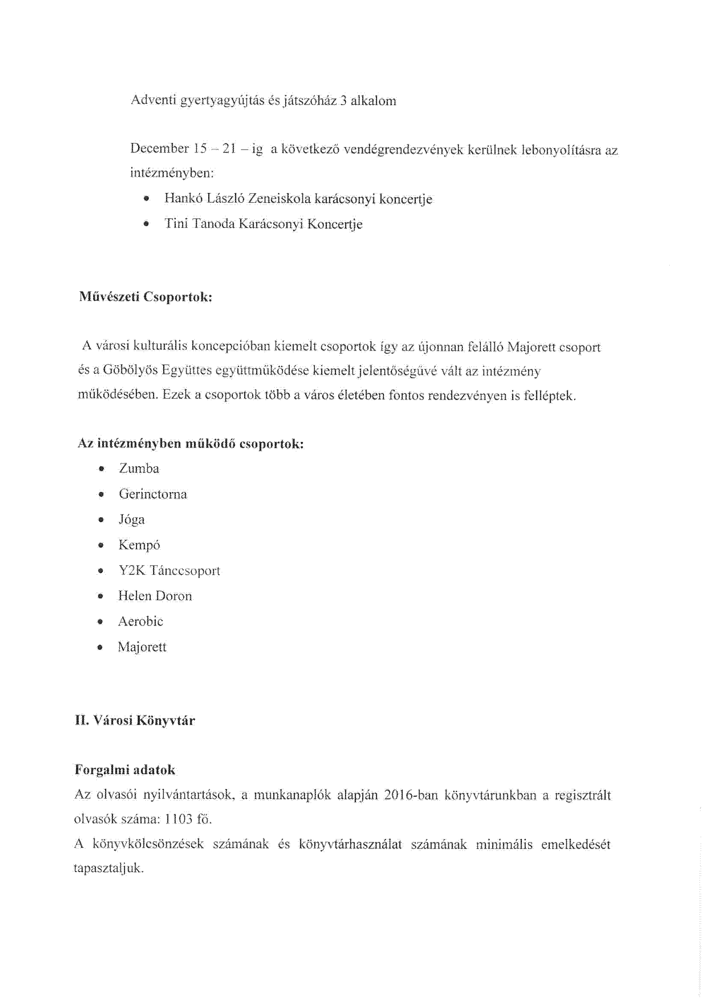 Adventi gyertyagyújtás és játszóház 3 alkalom
December 15 – 21 – ig a következő vendégrendezvények kerülnek lebonyolításra az
intézményben:
• Hankó László Zeneiskola karácsonyi koncertje
• Tini Tanoda Karácsonyi Koncertje
Művészeti Csoportok:
A városi kulturális koncepcióban kiemelt csoportok így az újonnan felálló Majorett csoport
és a Göbölyös Együttes együttműködése kiemelt jelentőségűvé vált az intézmény
működésében. Ezek a csoportok több a város életében fontos rendezvényen is felléptek.
Az intézményben működő csoportok:
• Zumba
• Gerinctorna
• Jóga
• Kempó
• Y2K Tánccsoport
• Helen Doron
• Aerobic
• Majorett
II. Városi Könyvtár
Forgalmi adatok
Az olvasói nyilvántartások, a munkanaplók alapján 2016-ban könyvtárunkban a regisztrált
olvasók száma: 1103 fő.
A könyvkölcsönzések számának és könyvtárhasználat számának minimális emelkedését
tapasztaljuk.